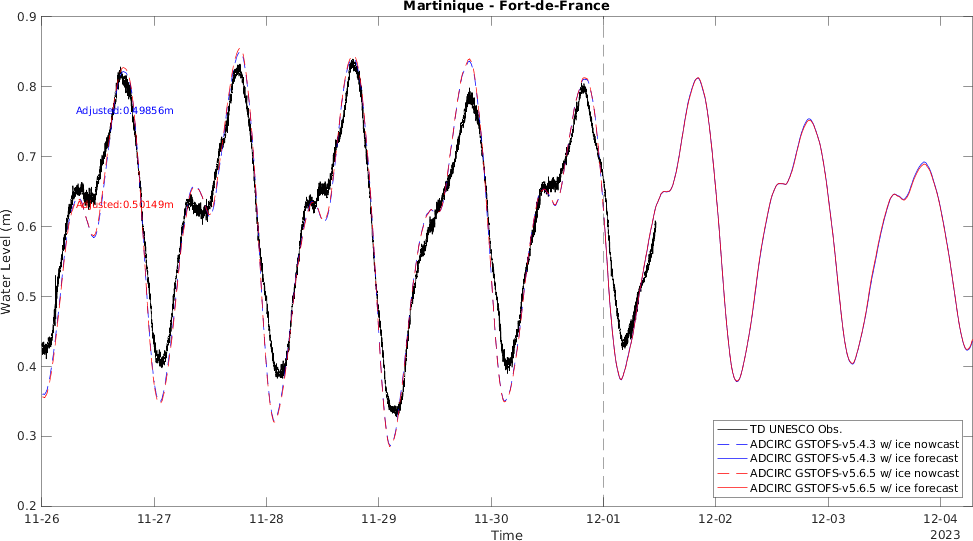 Martinique - Fort-de-France
0.9
0.8
0.7
0.6
0.5
0.4
0.3
0.2
Water Level (m)
Adjusted:0.49856m
Adjusted:0.50149m
TD UNESCO Obs.
ADCIRC GSTOFS-v5.4.3 w/ ice nowcast
ADCIRC GSTOFS-v5.4.3 w/ ice forecast
ADCIRC GSTOFS-v5.6.5 w/ ice nowcast
ADCIRC GSTOFS-v5.6.5 w/ ice forecast
11-26 11-27 11-28 11-29 11-30 12-01 12-02 12-03 12-04
Time 2023